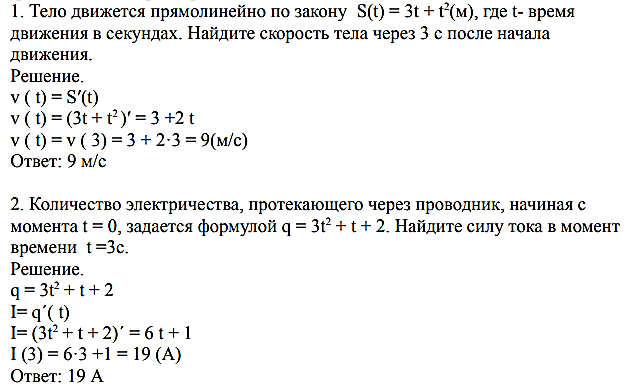 1. Тело движется прямолинейно по закону S(t) = 3t + t²(м), где t- время
движения в секундах. Найдите скорость тела через 3 с после начала
движения.
Решение.
v ( t) = S′(t)
v ( t) = (3t + t² )′ = 3 +2 t
v ( t) = v ( 3) = 3 + 2·3 = 9(м/с)
Ответ: 9 м/с
2. Количество электричества, протекающего через проводник, начиная с
момента t = 0, задается формулой q = 3t² + t + 2. Найдите силу тока в момент
времени t =3с.
Решение.
q = 3t² + t + 2
I= q´( t)
I= (3t² + t + 2)´ = 6 t + 1
I (3) = 6·3 +1 = 19 (А)
Ответ: 19 А